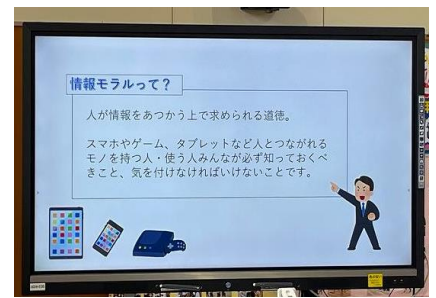 情報モラルって？
人が情報をあつかう上で求められる道徳。
スマホやゲーム、タブレットなど人とつながれる
モノを持つ人・使う人みんなが必ず知っておくべ
きこと、気を付けなければいけないことです。